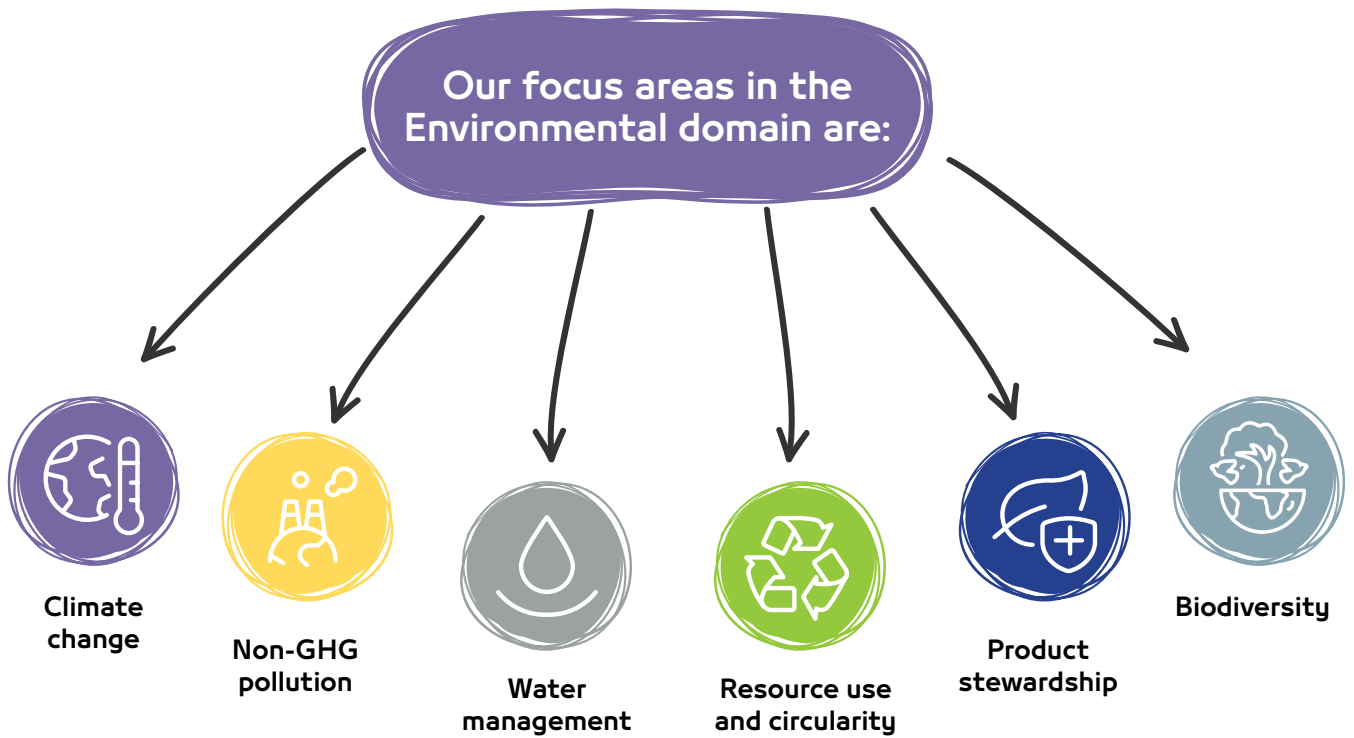 Our focus areas in the
Environmental domain are:
Climate
change
Non-GHG
pollution
Water
management
Resource use
and circularity
Product
stewardship
Biodiversity